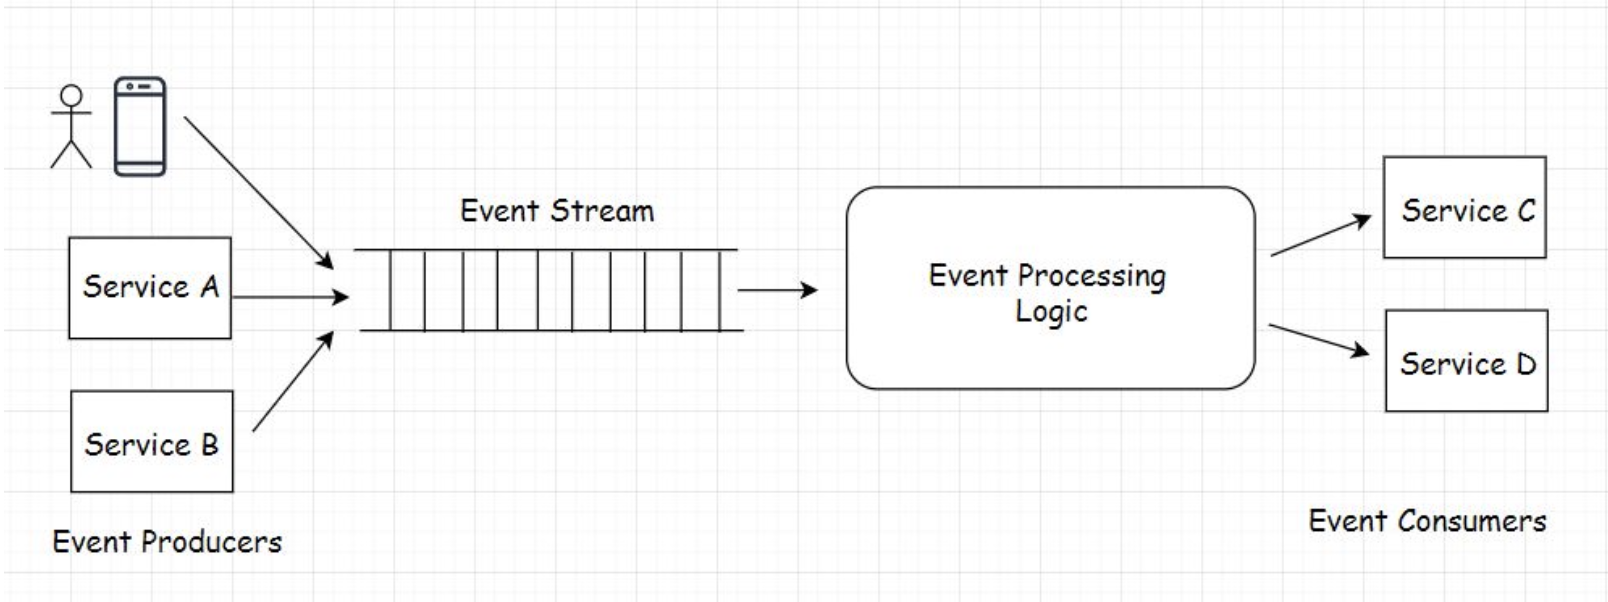 Event Stream
Service A
Service B
Event Producers
Event Processing
Logic
Service C
Service D
Event Consumers